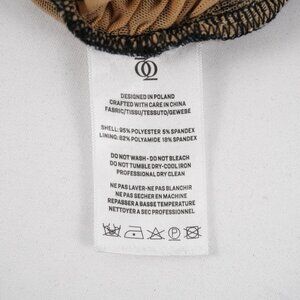 DESIGNED IN POLAND
CRAFTED WITH CARE IN CHINA
FABRIC/TISSU/TESSUTO/GEWEBE
SHELL: 95% POLYESTER 5% SPANDEX
LINING: 82% POLYAMIDE 18% SPANDEX
DO NOT WASH - DO NOT BLEACH
DO NOT TUMBLE DRY-COOL IRON
PROFESSIONAL DRY CLEAN
NE PAS LAVER-NE PAS BLANCHIR
NE PAS SÉCHER EN MACHINE
REPASSER A BASSE TEMPÉRATURE
NETTOYER A SEC PROFESSIONNEL